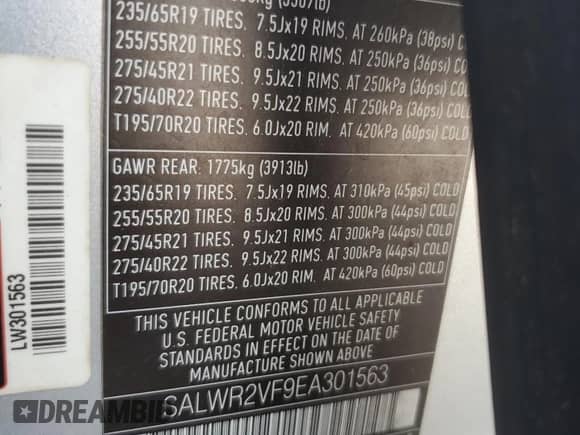 235/65R19 TIRES. 7.5Jx19 RIMS. AT 260kPa (38psi) CO
255/55R20 TIRES. 8.5Jx20 RIMS. AT 250kPa (36psi) C
275/45R21 TIRES. 9.5Jx21 RIMS. AT 250kPa (36psi) C
275/40R22 TIRES. 9.5Jx22 RIMS. AT 250kPa (36psi) C
T195/70R20 TIRES. 6.0Jx20 RIM. AT 420kPa (60psi) COLD
GAWR REAR: 1775kg (3913lb)
235/65R19 TIRES. 7.5Jx19 RIMS. AT 310kPa (45psi) COLD
255/55R20 TIRES. 8.5Jx20 RIMS. AT 300kPa (44psi) COLD
275/45R21 TIRES. 9.5Jx21 RIMS. AT 300kPa (44psi) COLD
275/40R22 TIRES. 9.5Jx22 RIMS. AT 300kPa (44psi) COLD
T195/70R20 TIRES. 6.0Jx20 RIM. AT 420kPa (60psi) COLD
THIS VEHICLE CONFORMS TO ALL APPLICABLE
U.S. FEDERAL MOTOR VEHICLE SAFETY
STANDARDS IN EFFECT ON THE DATE OF
MANUFACTURE SHOWN ABOVE
SALWR2VF9EA301563
LW301563
DREAMBID